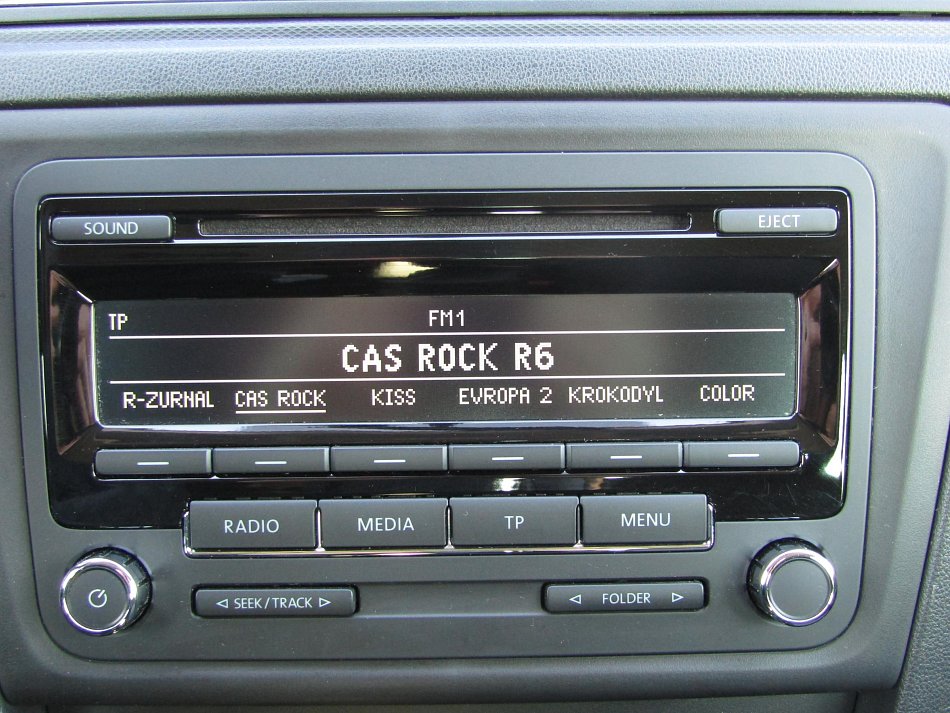 SOUND EJECT
TP FM1
CAS ROCK R6
R-ZURNAL CAS ROCK KISS EVROPA 2 KROKODYL COLOR
RADIO MEDIA TP MENU
◁ SEEK/TRACK ▷ ◁ FOLDER ▷